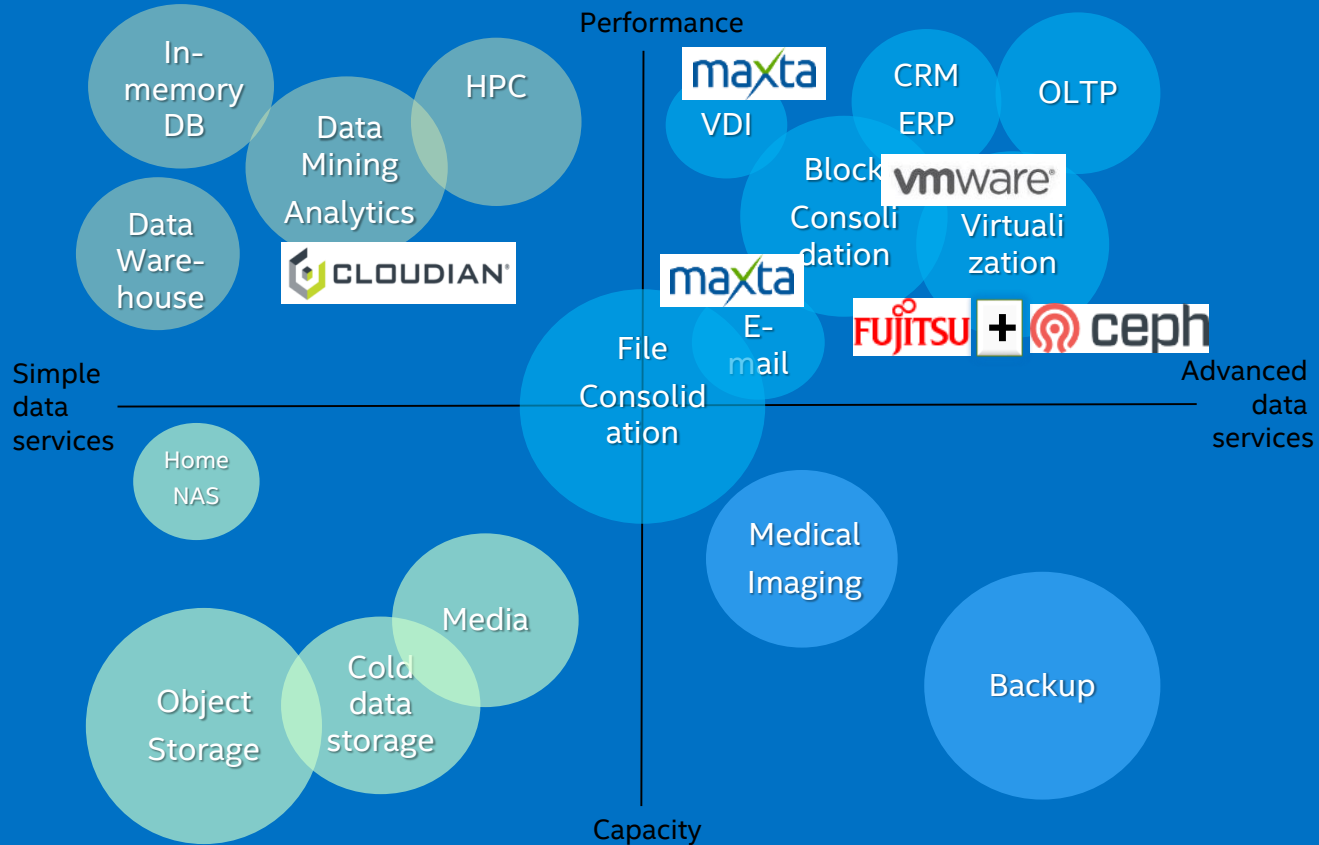 Performance
In-
memory
DB
Data
Mining
Analytics
HPC
Data
Ware-
house
CLOUDIAN®
maxta
VDI
CRM
ERP
OLTP
Block
Consoli
dation
vmware®
Virtuali
zation
maxta
E-
mail
FUJITSU + ceph
File
Consolid
ation
Simple
data
services
Advanced
data
services
Home
NAS
Medical
Imaging
Media
Cold
data
storage
Object
Storage
Backup
Capacity